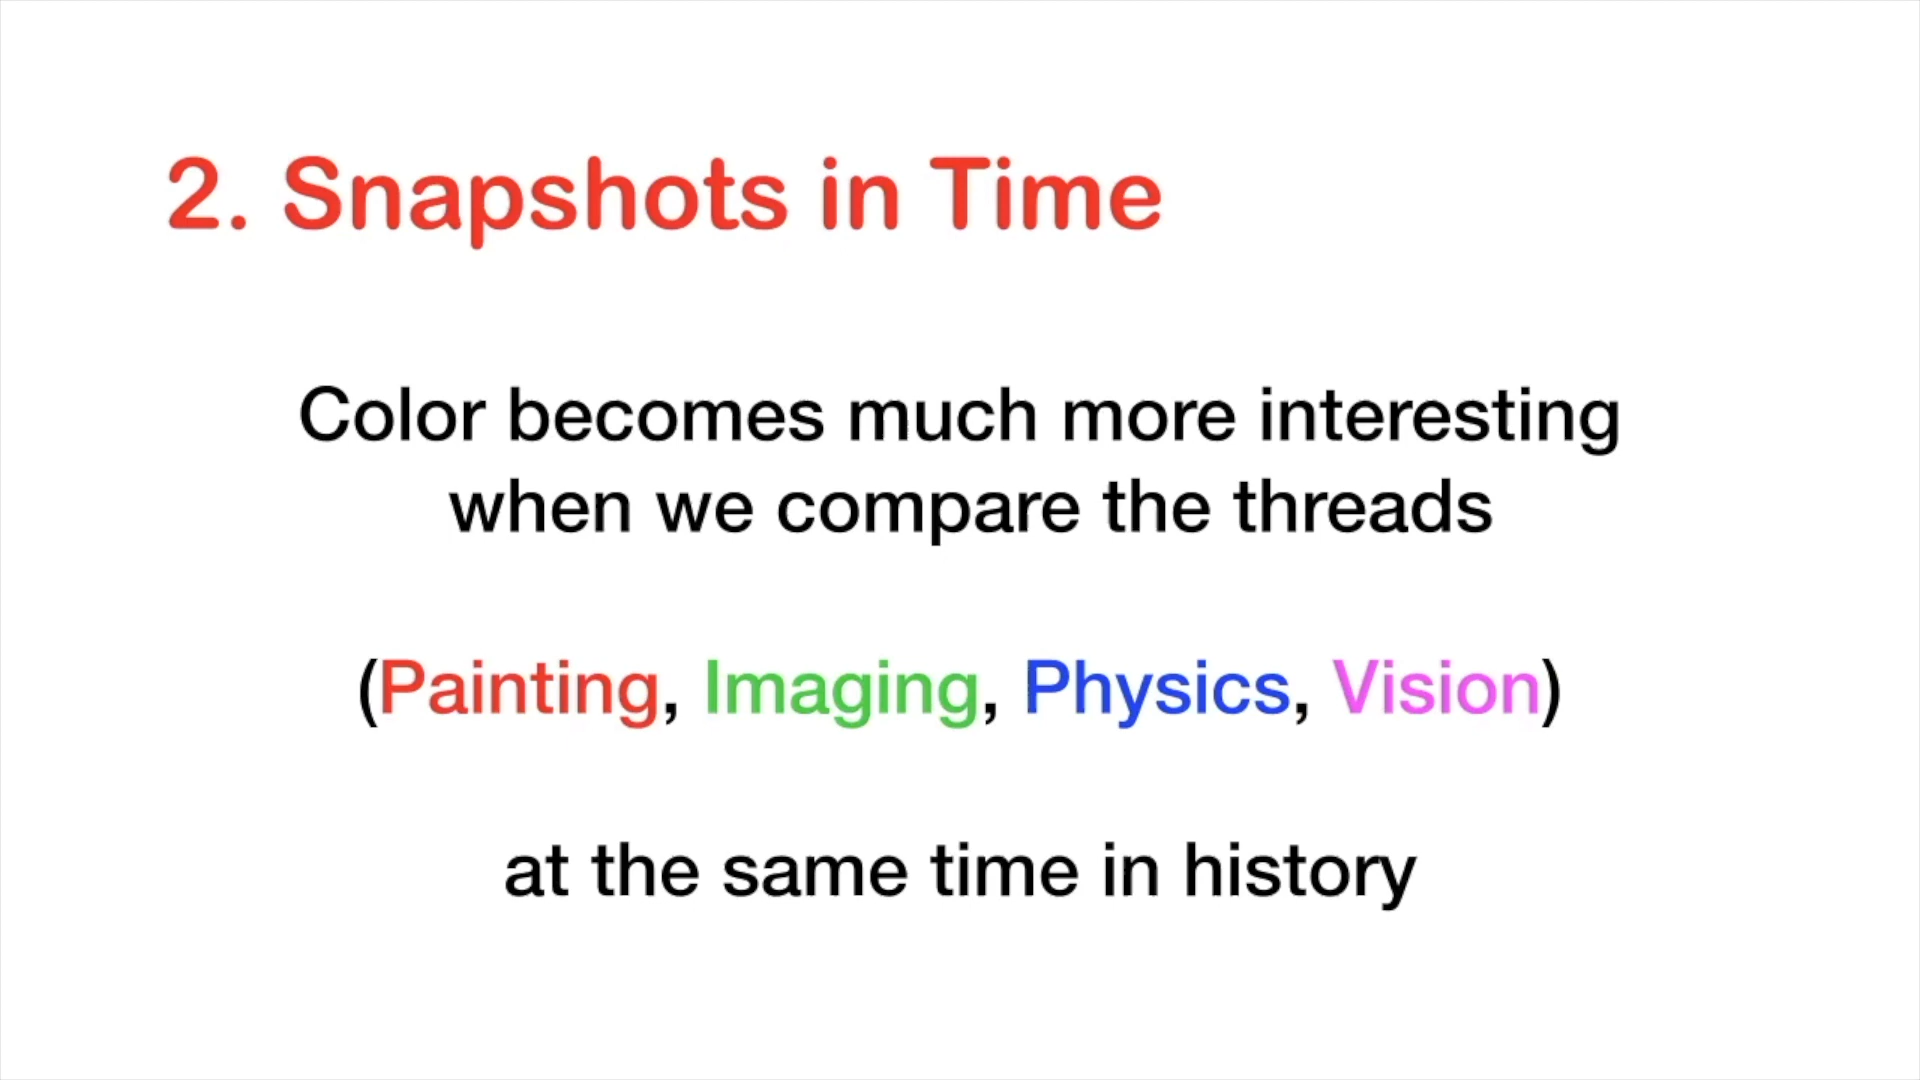 2. Snapshots in Time
Color becomes much more interesting
when we compare the threads
(Painting, Imaging, Physics, Vision)
at the same time in history